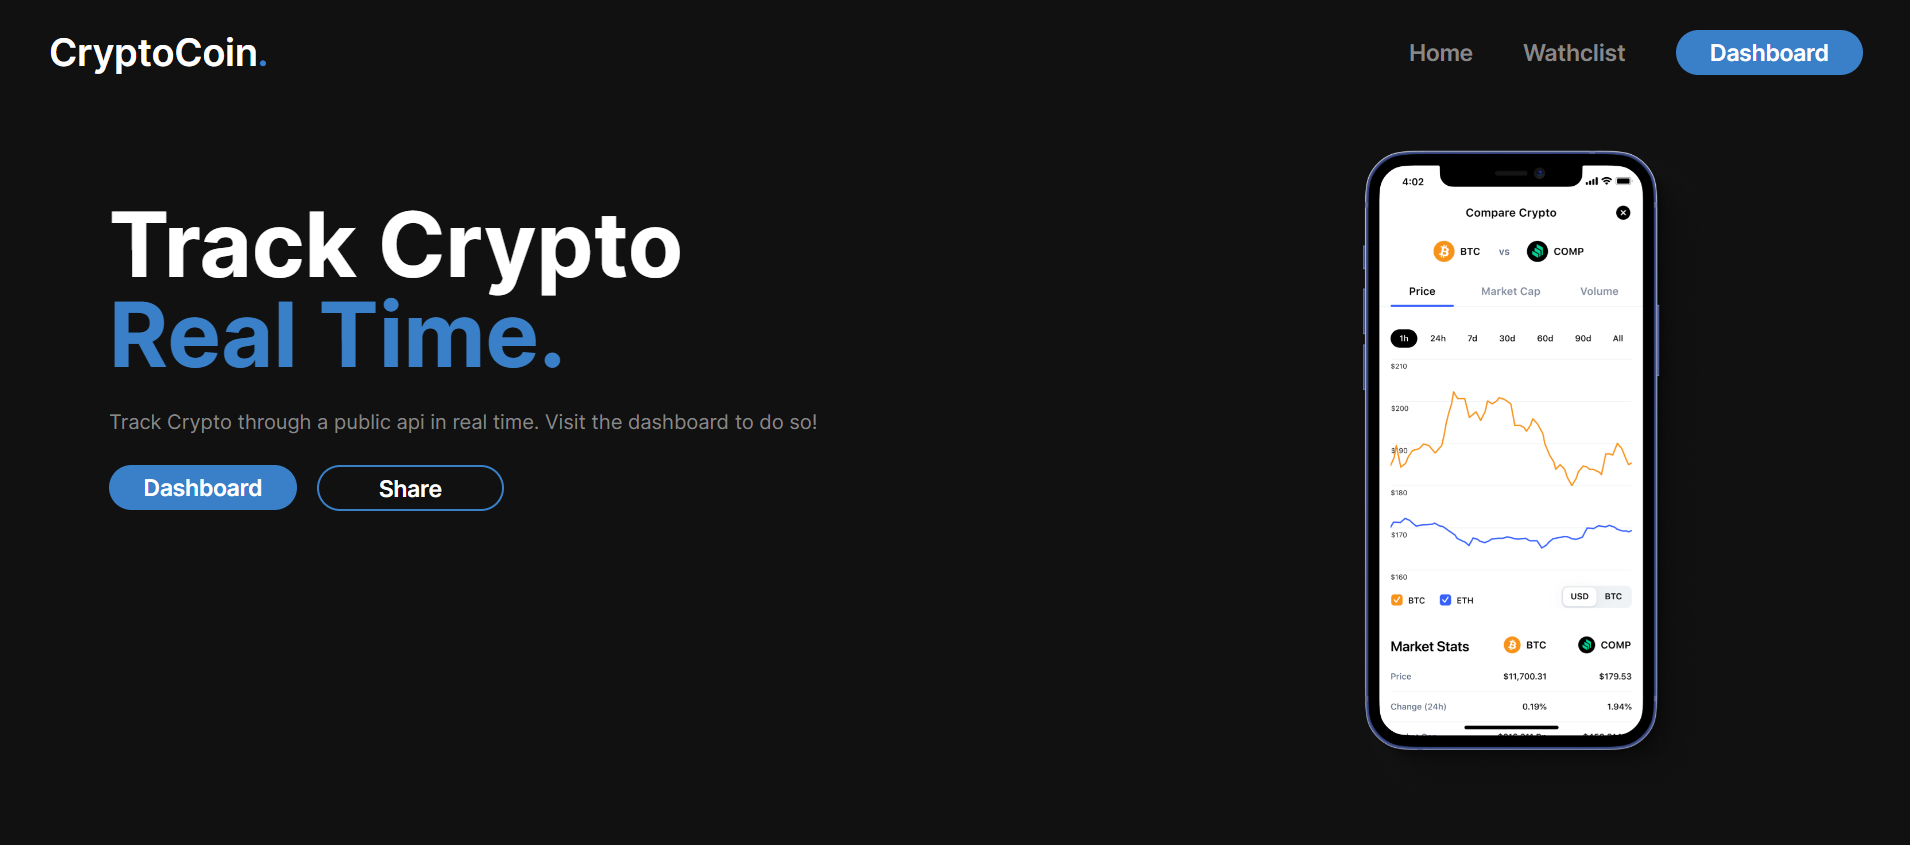 CryptoCoin.
Home Wathclist Dashboard
Track Crypto
Real Time.
Track Crypto through a public api in real time. Visit the dashboard to do so!
Dashboard Share
4:02
Compare Crypto
BTC vs COMP
Price Market Cap Volume
1h 24h 7d 30d 60d 90d All
$210
$200
$190
$180
$170
$160
BTC ETH USD BTC
Market Stats BTC COMP
Price $11,700.31 $179.53
Change (24h) 0.19% 1.94%